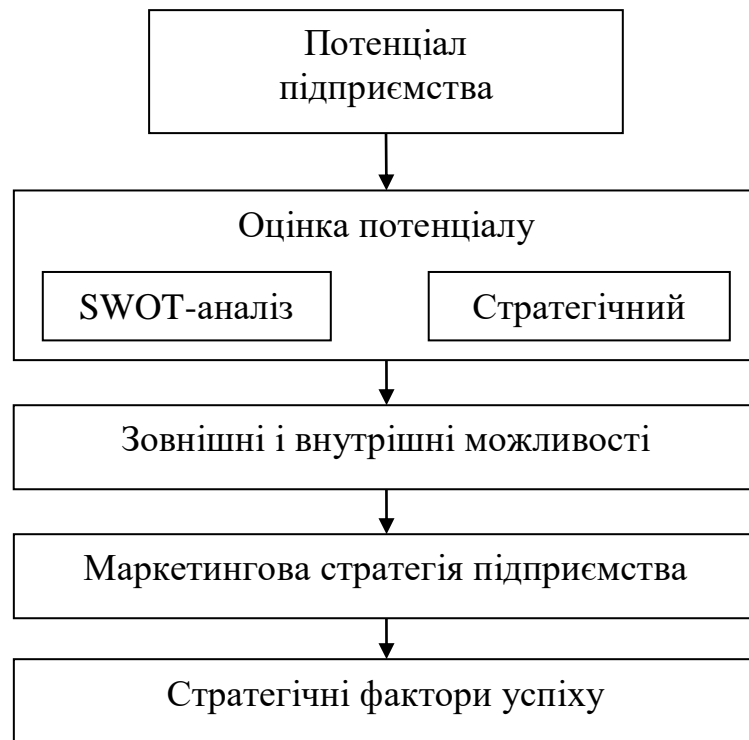 Потенціал
підприємства
Оцінка потенціалу
SWOT-аналіз
Стратегічний
Зовнішні і внутрішні можливості
Маркетингова стратегія підприємства
Стратегічні фактори успіху